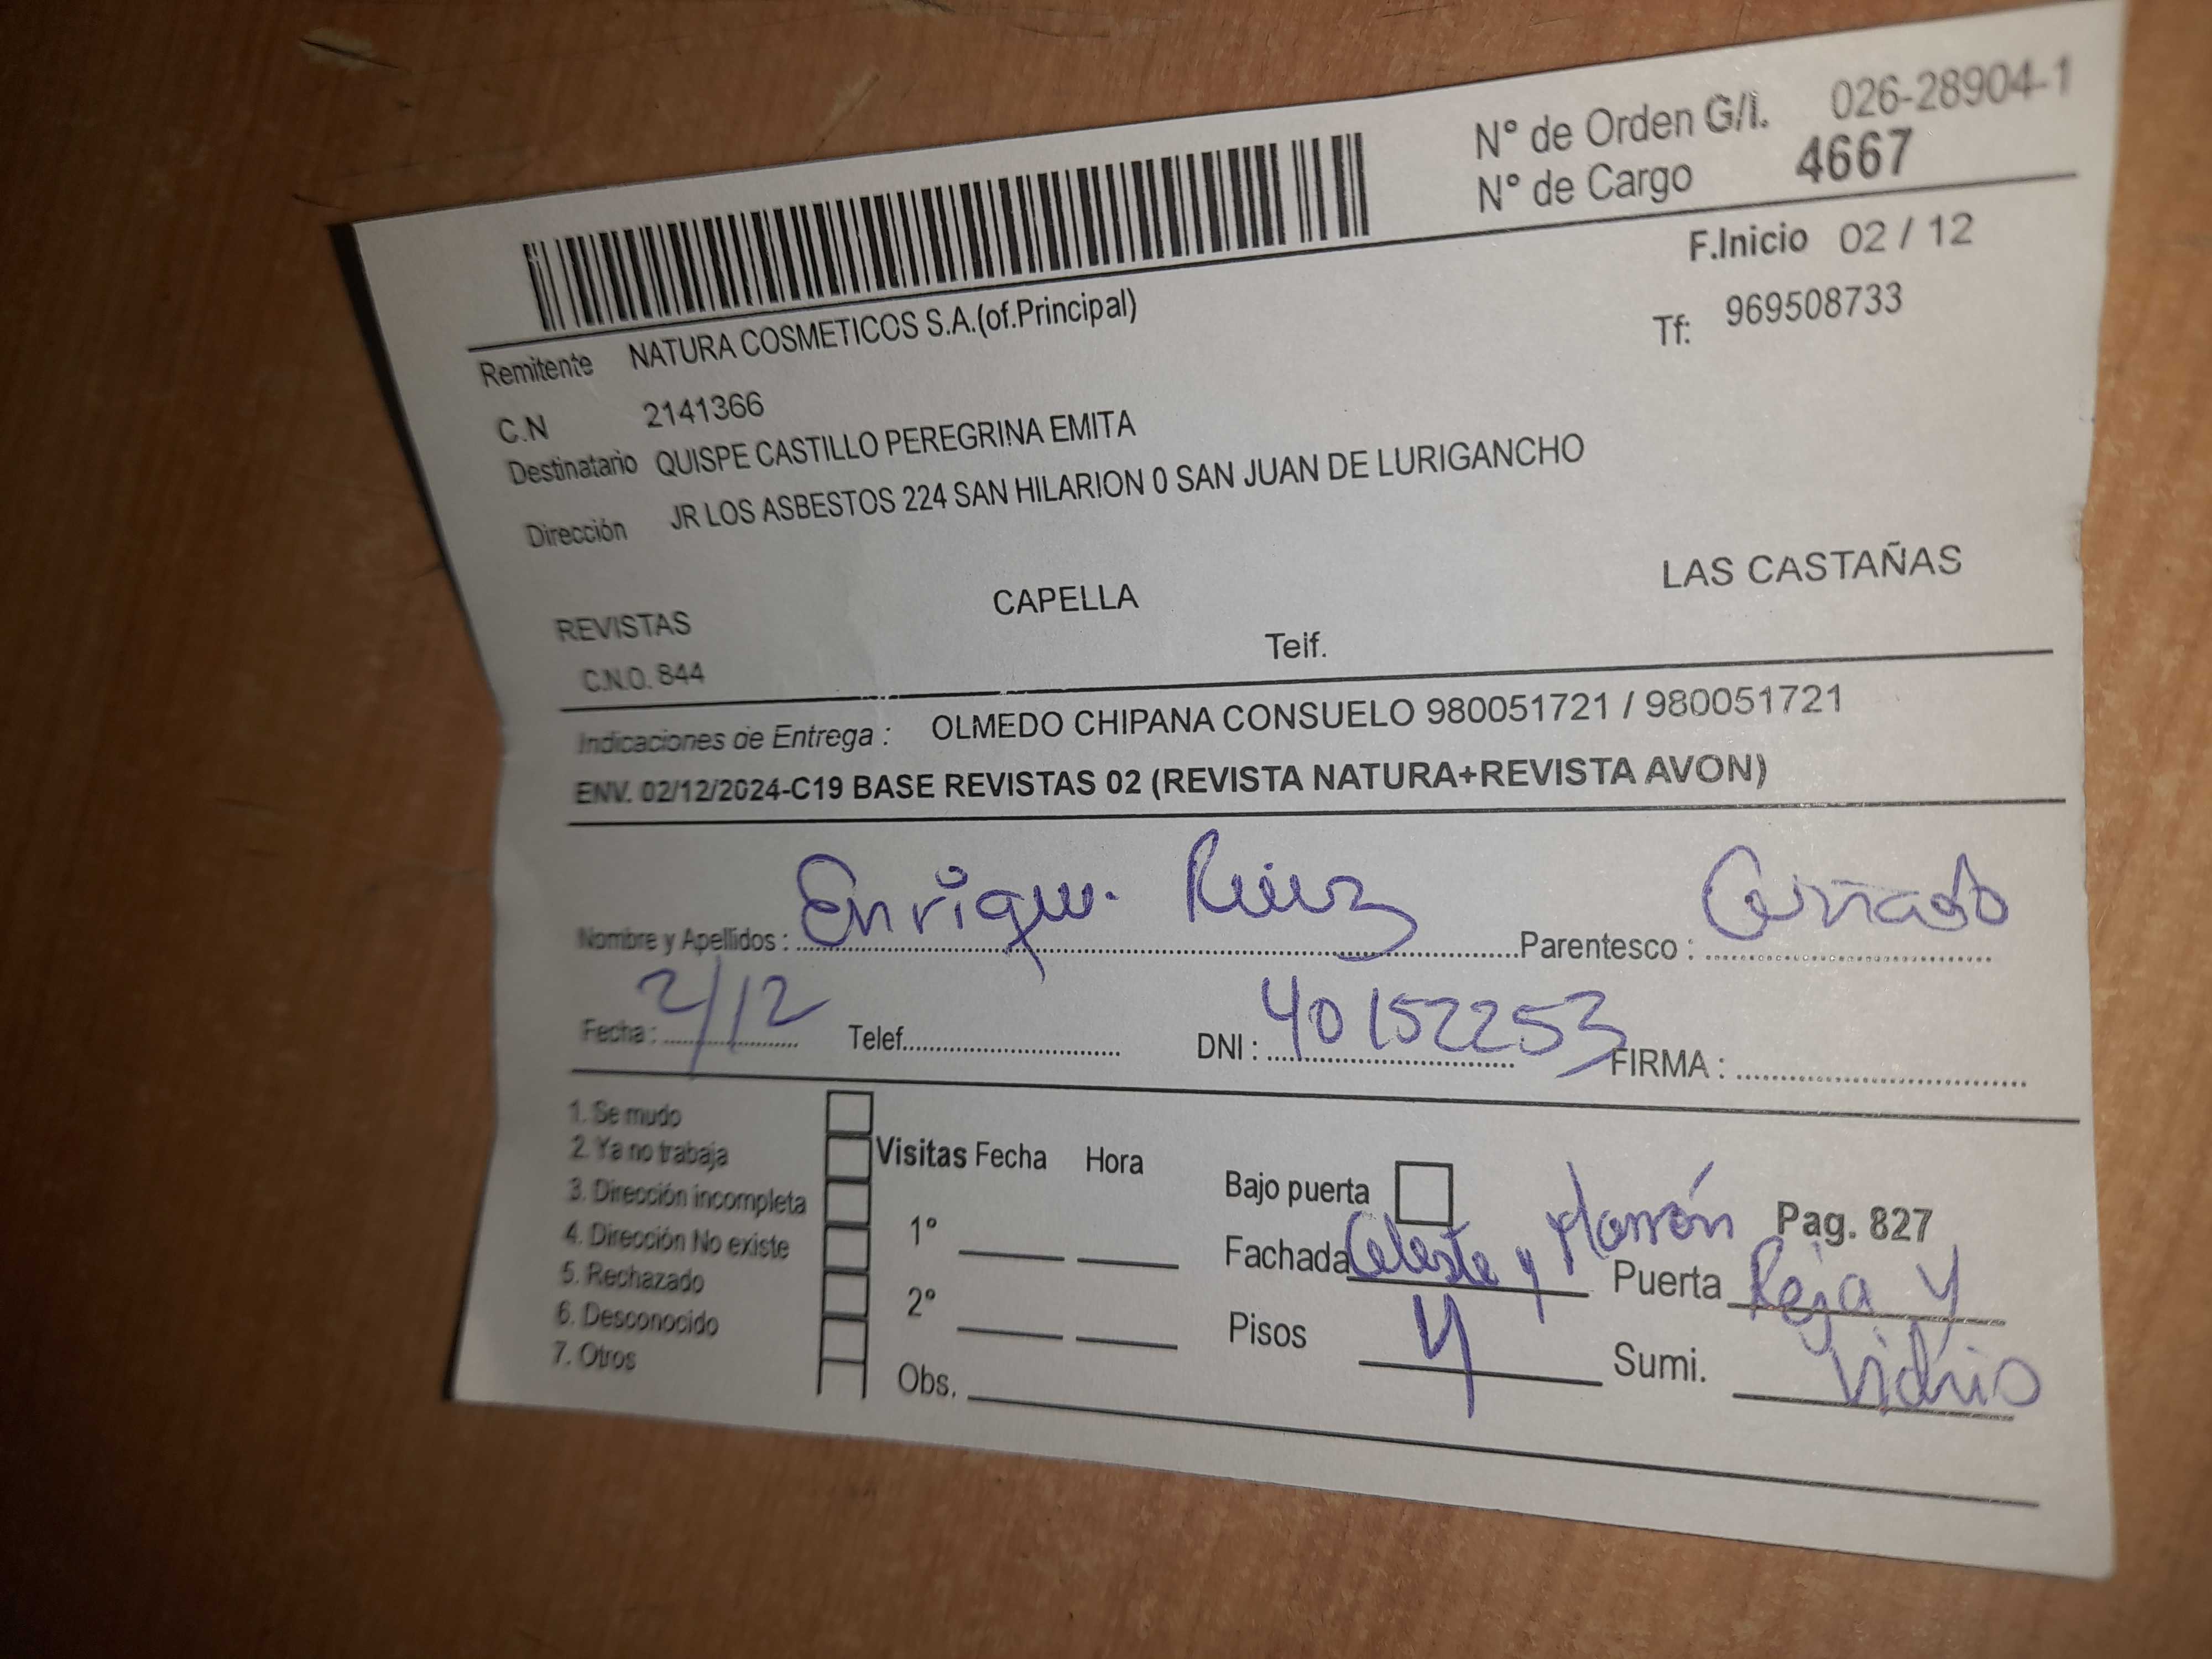 N° de Orden G/I. 026-28904-1
N° de Cargo 4667
F.Inicio 02 / 12
Remitente NATURA COSMETICOS S.A.(of.Principal) Tf: 969508733
C.N 2141366
Destinatario QUISPE CASTILLO PEREGRINA EMITA
Dirección JR LOS ASBESTOS 224 SAN HILARION 0 SAN JUAN DE LURIGANCHO
REVISTAS CAPELLA LAS CASTAÑAS
C.N.O. 844 Telf.
Indicaciones de Entrega : OLMEDO CHIPANA CONSUELO 980051721 / 980051721
ENV. 02/12/2024-C19 BASE REVISTAS 02 (REVISTA NATURA+REVISTA AVON)
Nombre y Apellidos : Enrique Ruiz Parentesco : Cuñado
Fecha : 2/12 Telef. DNI : 40152253 FIRMA :
1. Se mudo
2. Ya no trabaja Visitas Fecha Hora
3. Dirección incompleta Bajo puerta Pag. 827
4. Dirección No existe 1° Fachada Celeste y Marrón Puerta Reja y Vidrio
5. Rechazado
6. Desconocido 2° Pisos 4 Sumi.
7. Otros Obs.